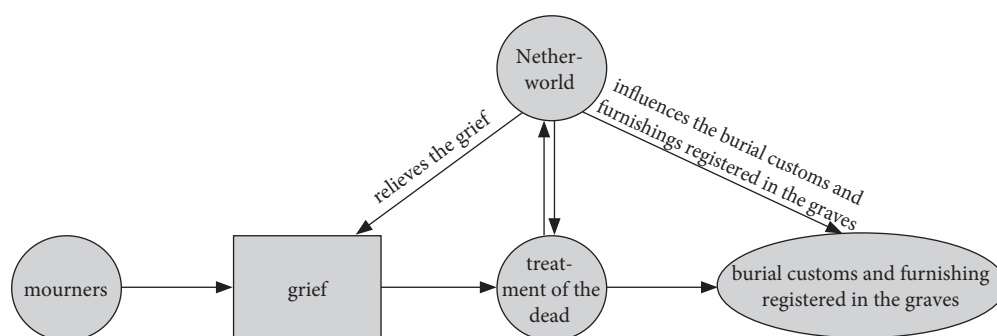 Nether-
world
relieves the grief
influences the burial customs and
furnishings registered in the graves
mourners
grief
treat-
ment of the
dead
burial customs and furnishing
registered in the graves